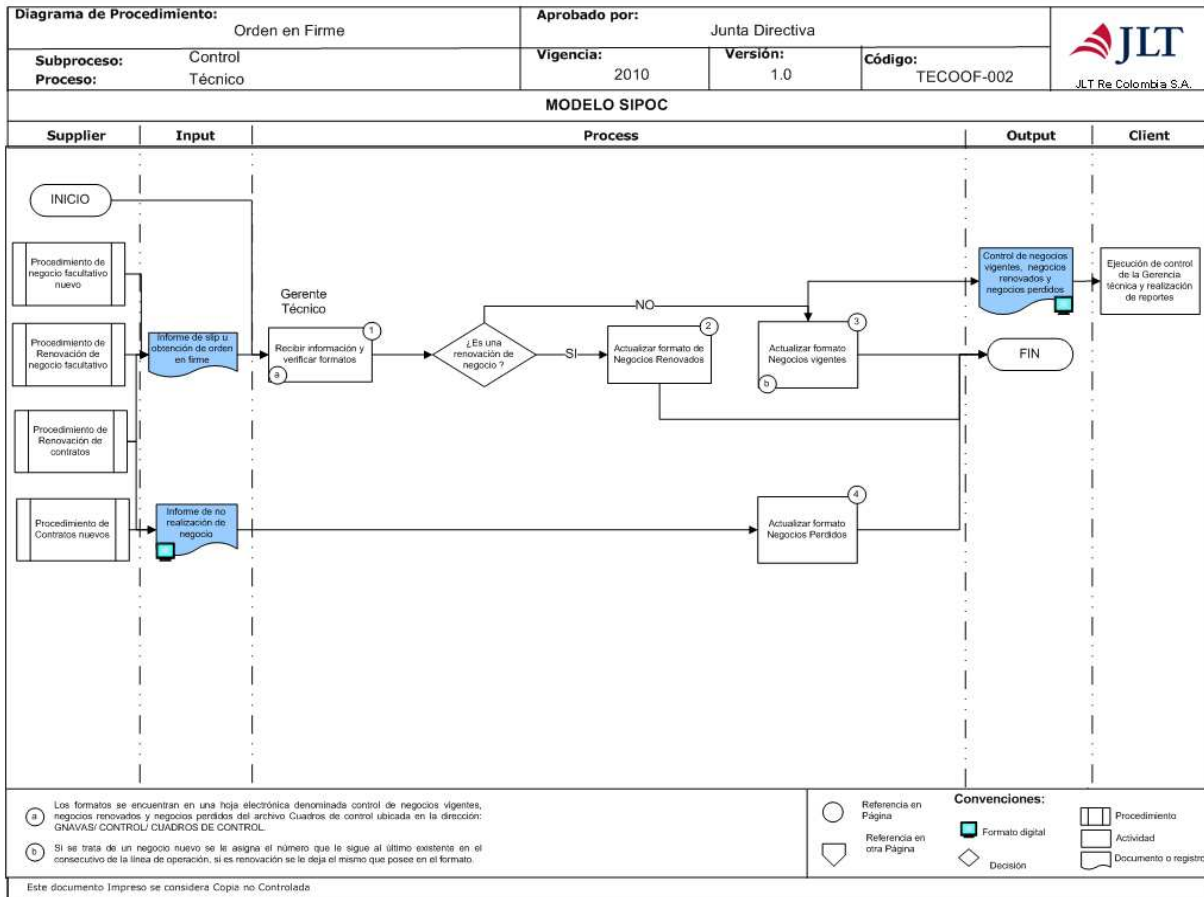 Diagrama de Procedimiento:
Orden en Firme
Aprobado por:
Junta Directiva
JLT
JLT Re Colombia S.A.
Subproceso: Control
Proceso: Técnico
Vigencia:
2010
Versión:
1.0
Código:
TECOOF-002
MODELO SIPOC
Supplier
Input
Process
Output
Client
INICIO
Procedimiento de
negocio facultativo
nuevo
Procedimiento de
Renovación de
negocio facultativo
Procedimiento de
Renovación de
contratos
Procedimiento de
Contratos nuevos
Informe de slip u
obtención de orden
en firme
Informe de no
realización de
negocio
Gerente
Técnico
1
Recibir información y
verificar formatos
a
¿Es una
renovación de
negocio ?
NO
SI
2
Actualizar formato de
Negocios Renovados
3
Actualizar formato
Negocios vigentes
b
4
Actualizar formato
Negocios Perdidos
Control de negocios
vigentes, negocios
renovados y
negocios perdidos
FIN
Ejecución de control
de la Gerencia
técnica y realización
de reportes
a
Los formatos se encuentran en una hoja electrónica denominada control de negocios vigentes,
negocios renovados y negocios perdidos del archivo Cuadros de control ubicada en la dirección:
GNAVAS/ CONTROL/ CUADROS DE CONTROL.
b
Si se trata de un negocio nuevo se le asigna el número que le sigue al último existente en el
consecutivo de la línea de operación, si es renovación se le deja el mismo que posee en el formato.
Referencia en
Página
Referencia en
otra Página
Convenciones:
Formato digital
Decisión
Procedimiento
Actividad
Documento o registro
Este documento Impreso se considera Copia no Controlada